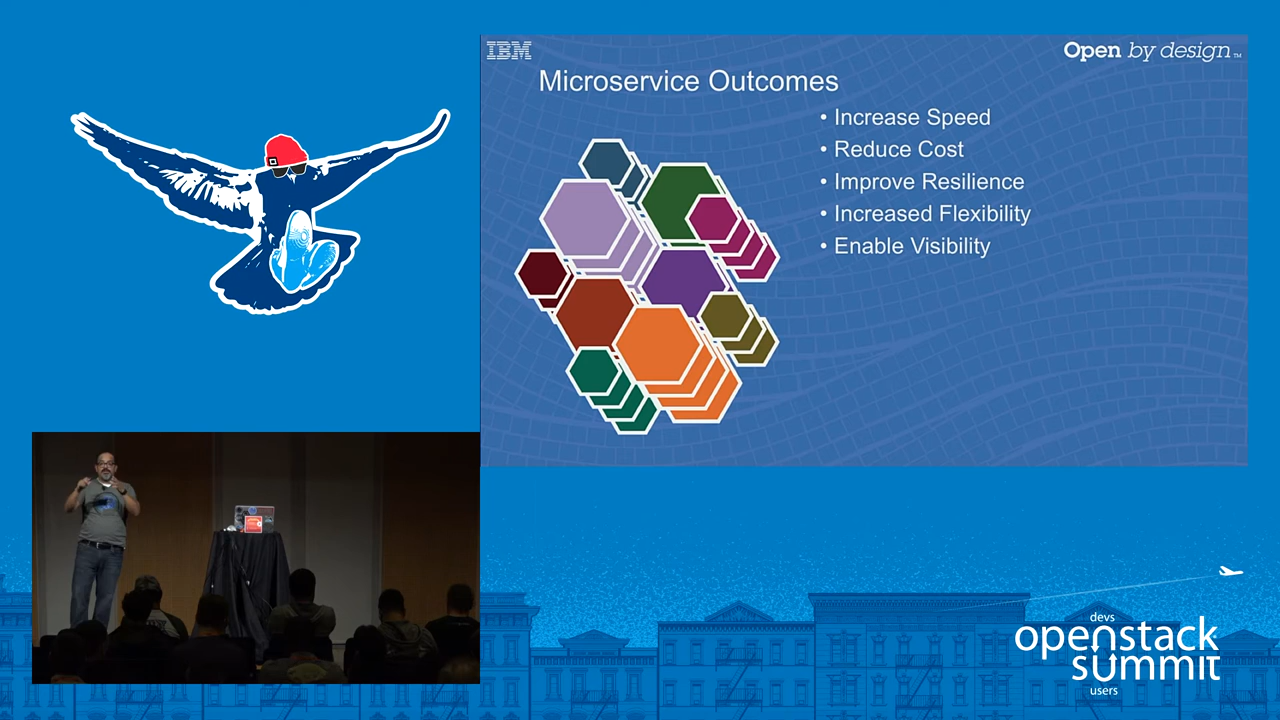 IBM
Open by design™
Microservice Outcomes
• Increase Speed
• Reduce Cost
• Improve Resilience
• Increased Flexibility
• Enable Visibility
devs
openstack
summit
users